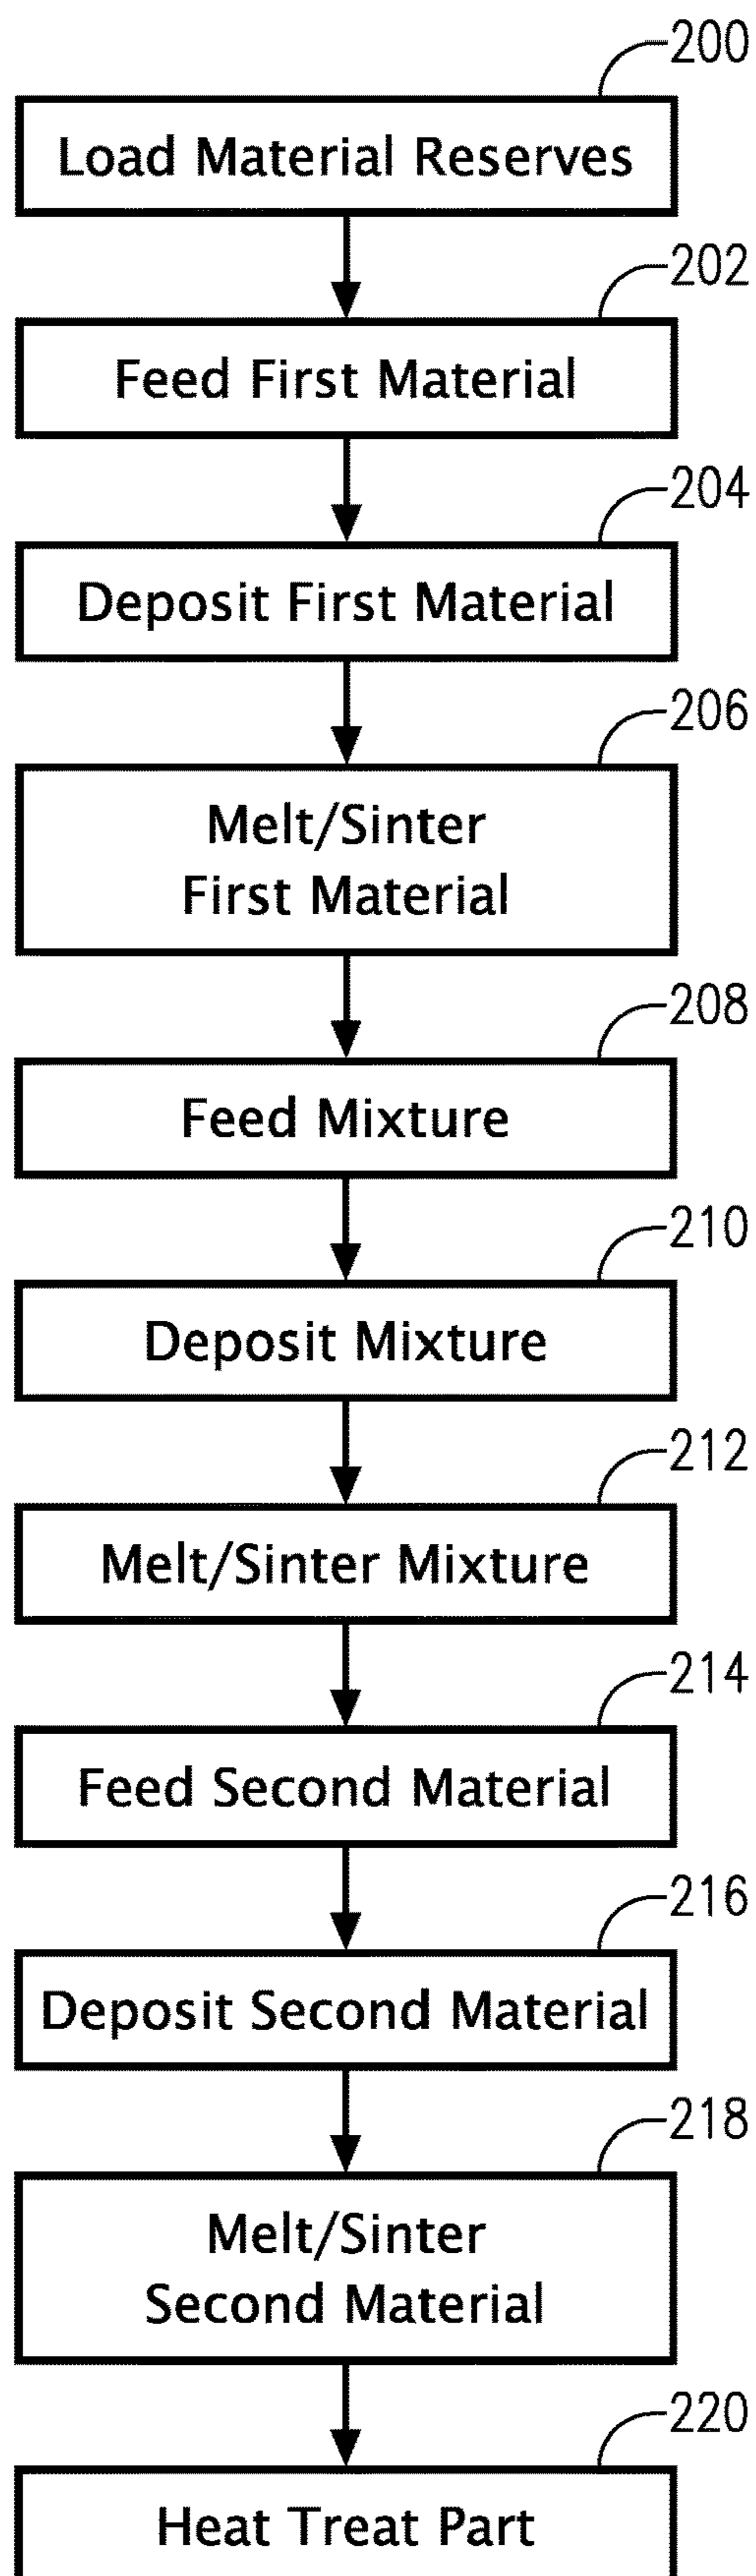 200
Load Material Reserves
202
Feed First Material
204
Deposit First Material
206
Melt/Sinter
First Material
208
Feed Mixture
210
Deposit Mixture
212
Melt/Sinter Mixture
214
Feed Second Material
216
Deposit Second Material
218
Melt/Sinter
Second Material
220
Heat Treat Part